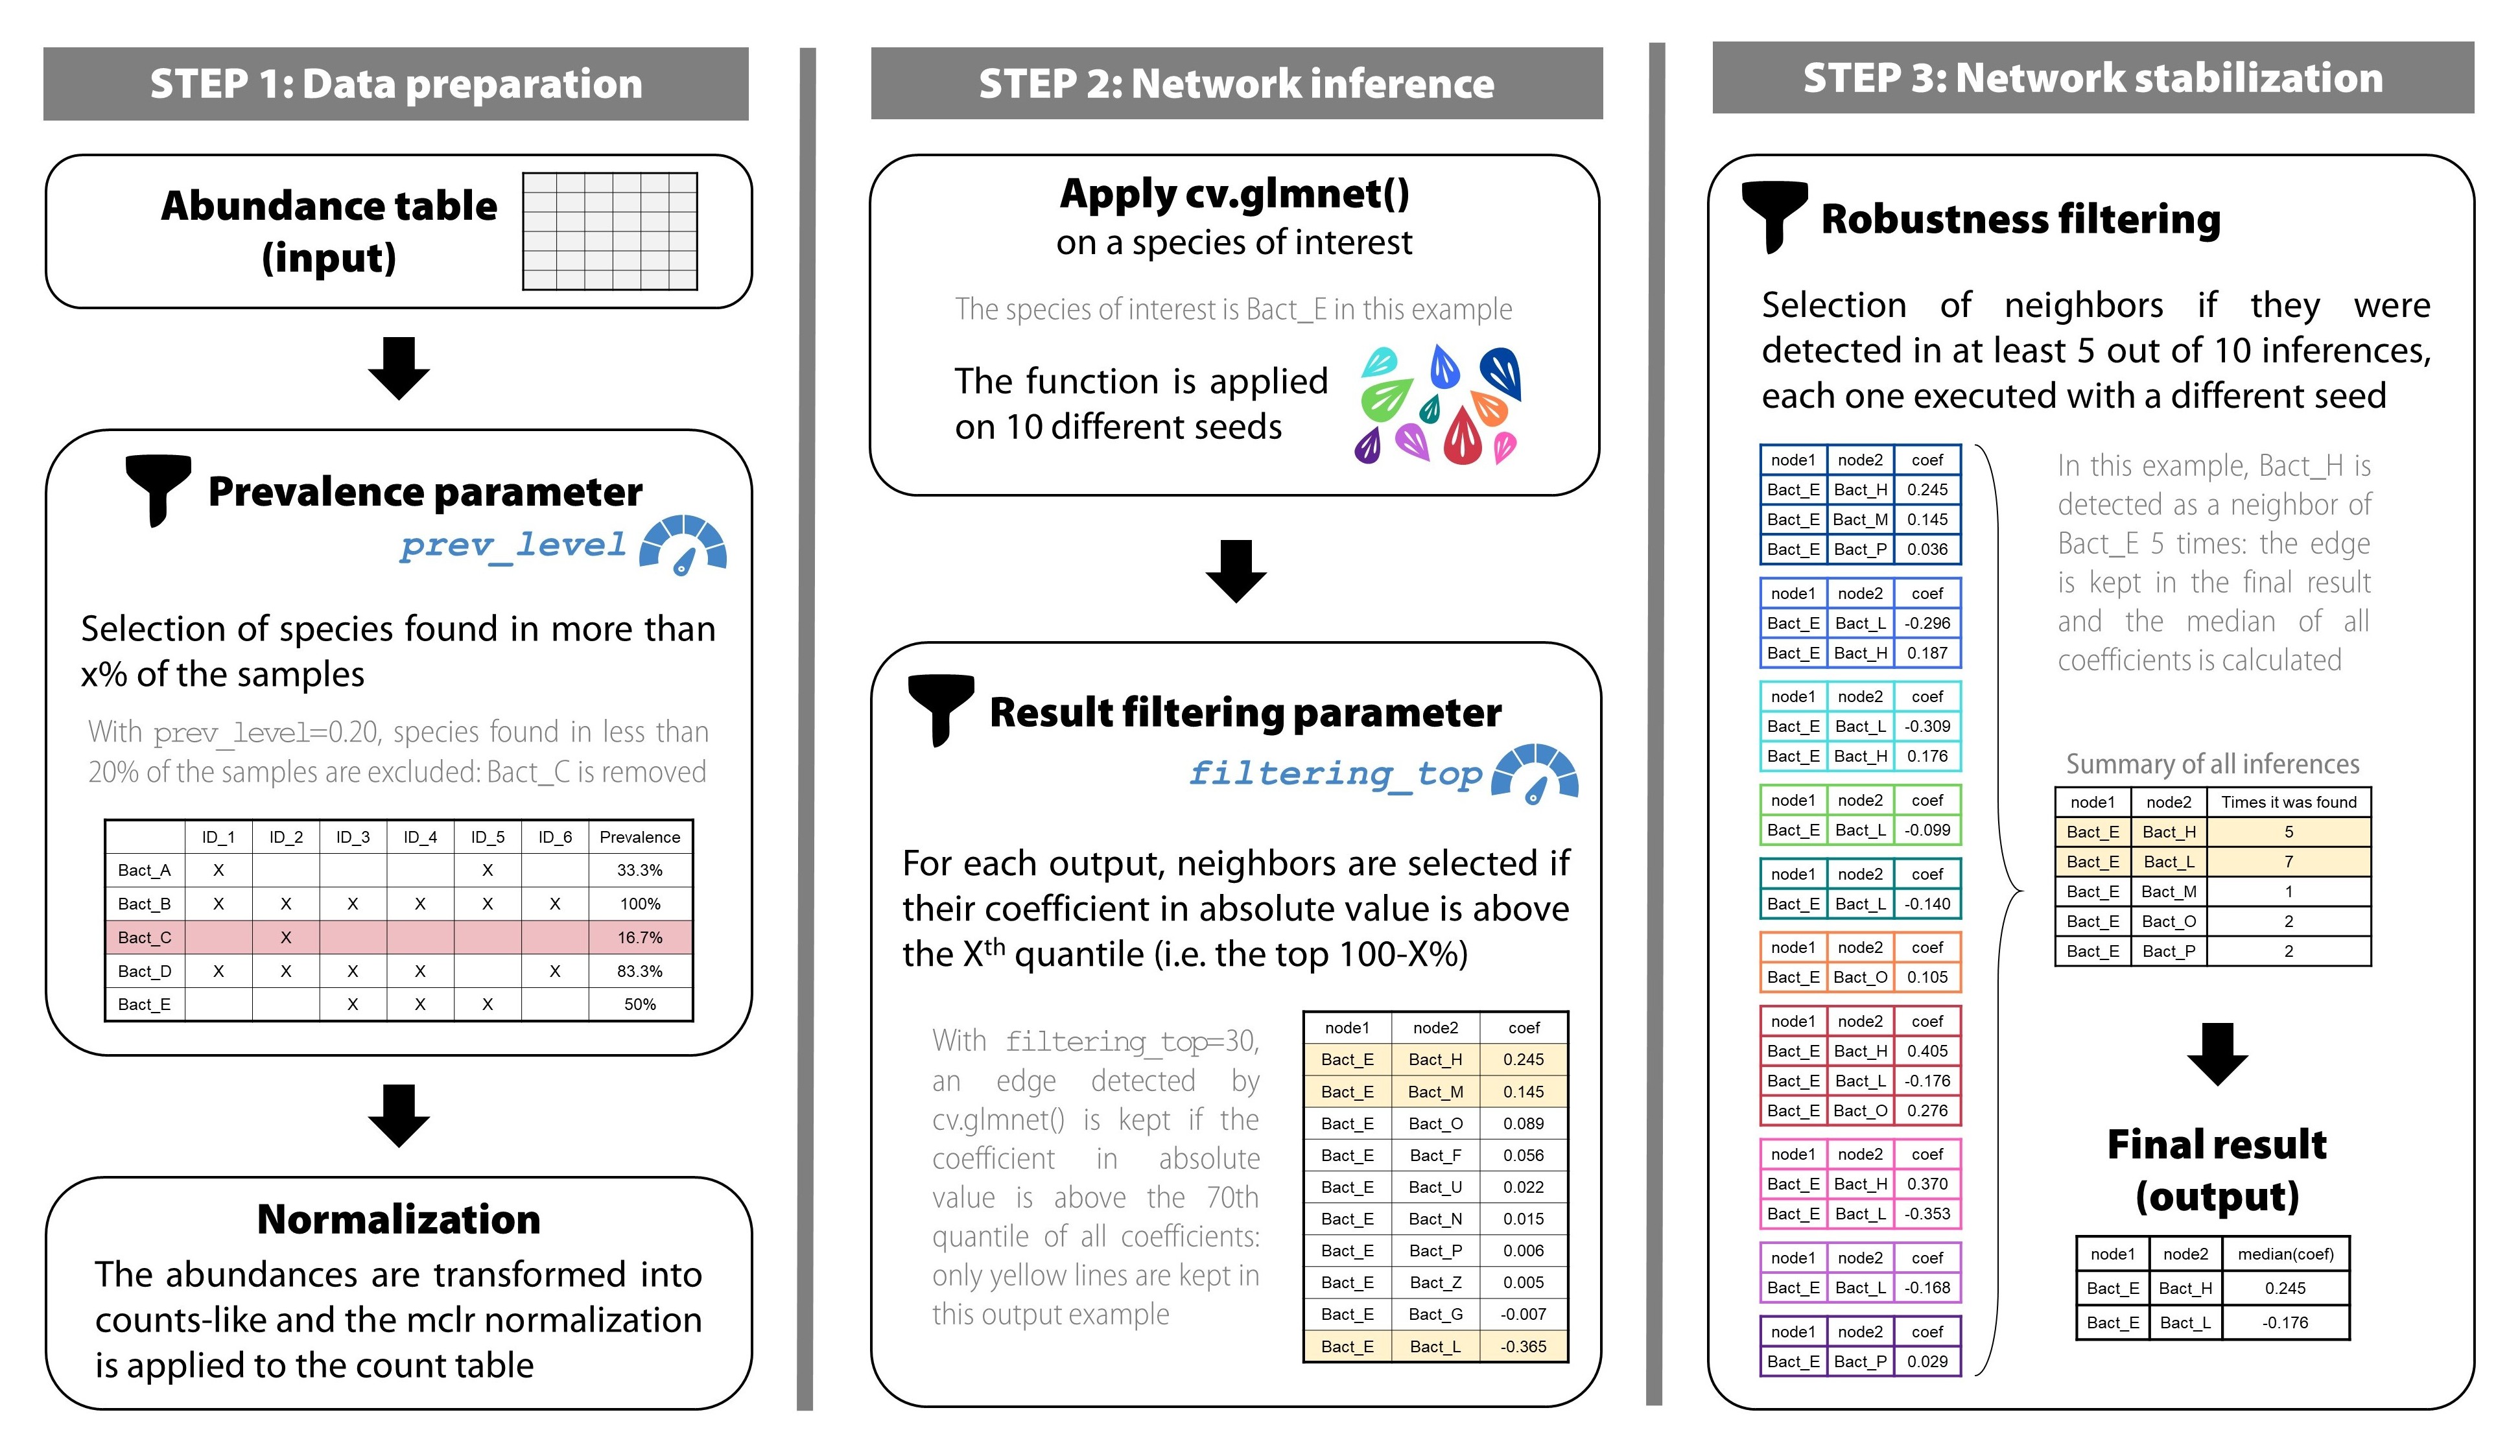 STEP 1: Data preparation
Abundance table
(input)
Prevalence parameter
prev_level
Selection of species found in more than
x% of the samples
With prev_level=0.20, species found in less than
20% of the samples are excluded: Bact_C is removed
ID_1 ID_2 ID_3 ID_4 ID_5 ID_6 Prevalence
Bact_A X X 33.3%
Bact_B X X X X X X 100%
Bact_C X 16.7%
Bact_D X X X X X 83.3%
Bact_E X X X 50%
Normalization
The abundances are transformed into
counts-like and the mclr normalization
is applied to the count table
STEP 2: Network inference
Apply cv.glmnet()
on a species of interest
The species of interest is Bact_E in this example
The function is applied
on 10 different seeds
Result filtering parameter
filtering_top
For each output, neighbors are selected if
their coefficient in absolute value is above
the Xth quantile (i.e. the top 100-X%)
With filtering_top=30,
an edge detected by
cv.glmnet() is kept if the
coefficient in absolute
value is above the 70th
quantile of all coefficients:
only yellow lines are kept in
this output example
node1 node2 coef
Bact_E Bact_H 0.245
Bact_E Bact_M 0.145
Bact_E Bact_O 0.089
Bact_E Bact_F 0.056
Bact_E Bact_U 0.022
Bact_E Bact_N 0.015
Bact_E Bact_P 0.006
Bact_E Bact_Z 0.005
Bact_E Bact_G -0.007
Bact_E Bact_L -0.365
STEP 3: Network stabilization
Robustness filtering
Selection of neighbors if they were
detected in at least 5 out of 10 inferences,
each one executed with a different seed
node1 node2 coef
Bact_E Bact_H 0.245
Bact_E Bact_M 0.145
Bact_E Bact_P 0.036
node1 node2 coef
Bact_E Bact_L -0.296
Bact_E Bact_H 0.187
node1 node2 coef
Bact_E Bact_L -0.309
Bact_E Bact_H 0.176
node1 node2 coef
Bact_E Bact_L -0.099
node1 node2 coef
Bact_E Bact_L -0.140
node1 node2 coef
Bact_E Bact_O 0.105
node1 node2 coef
Bact_E Bact_H 0.405
Bact_E Bact_L -0.176
Bact_E Bact_O 0.276
node1 node2 coef
Bact_E Bact_H 0.370
Bact_E Bact_L -0.353
node1 node2 coef
Bact_E Bact_L -0.168
node1 node2 coef
Bact_E Bact_P 0.029
In this example, Bact_H is
detected as a neighbor of
Bact_E 5 times: the edge
is kept in the final result
and the median of all
coefficients is calculated
Summary of all inferences
node1 node2 Times it was found
Bact_E Bact_H 5
Bact_E Bact_L 7
Bact_E Bact_M 1
Bact_E Bact_O 2
Bact_E Bact_P 2
Final result
(output)
node1 node2 median(coef)
Bact_E Bact_H 0.245
Bact_E Bact_L -0.176